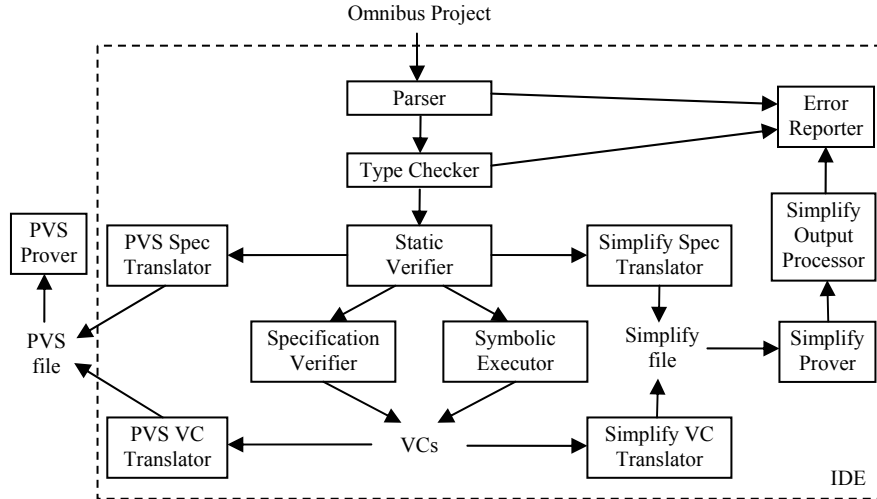 Omnibus Project
Parser
Error
Reporter
Type Checker
PVS
Prover
PVS Spec
Translator
Static
Verifier
Simplify Spec
Translator
Simplify
Output
Processor
PVS
file
Specification
Verifier
Symbolic
Executor
Simplify
file
Simplify
Prover
PVS VC
Translator
VCs
Simplify VC
Translator
IDE